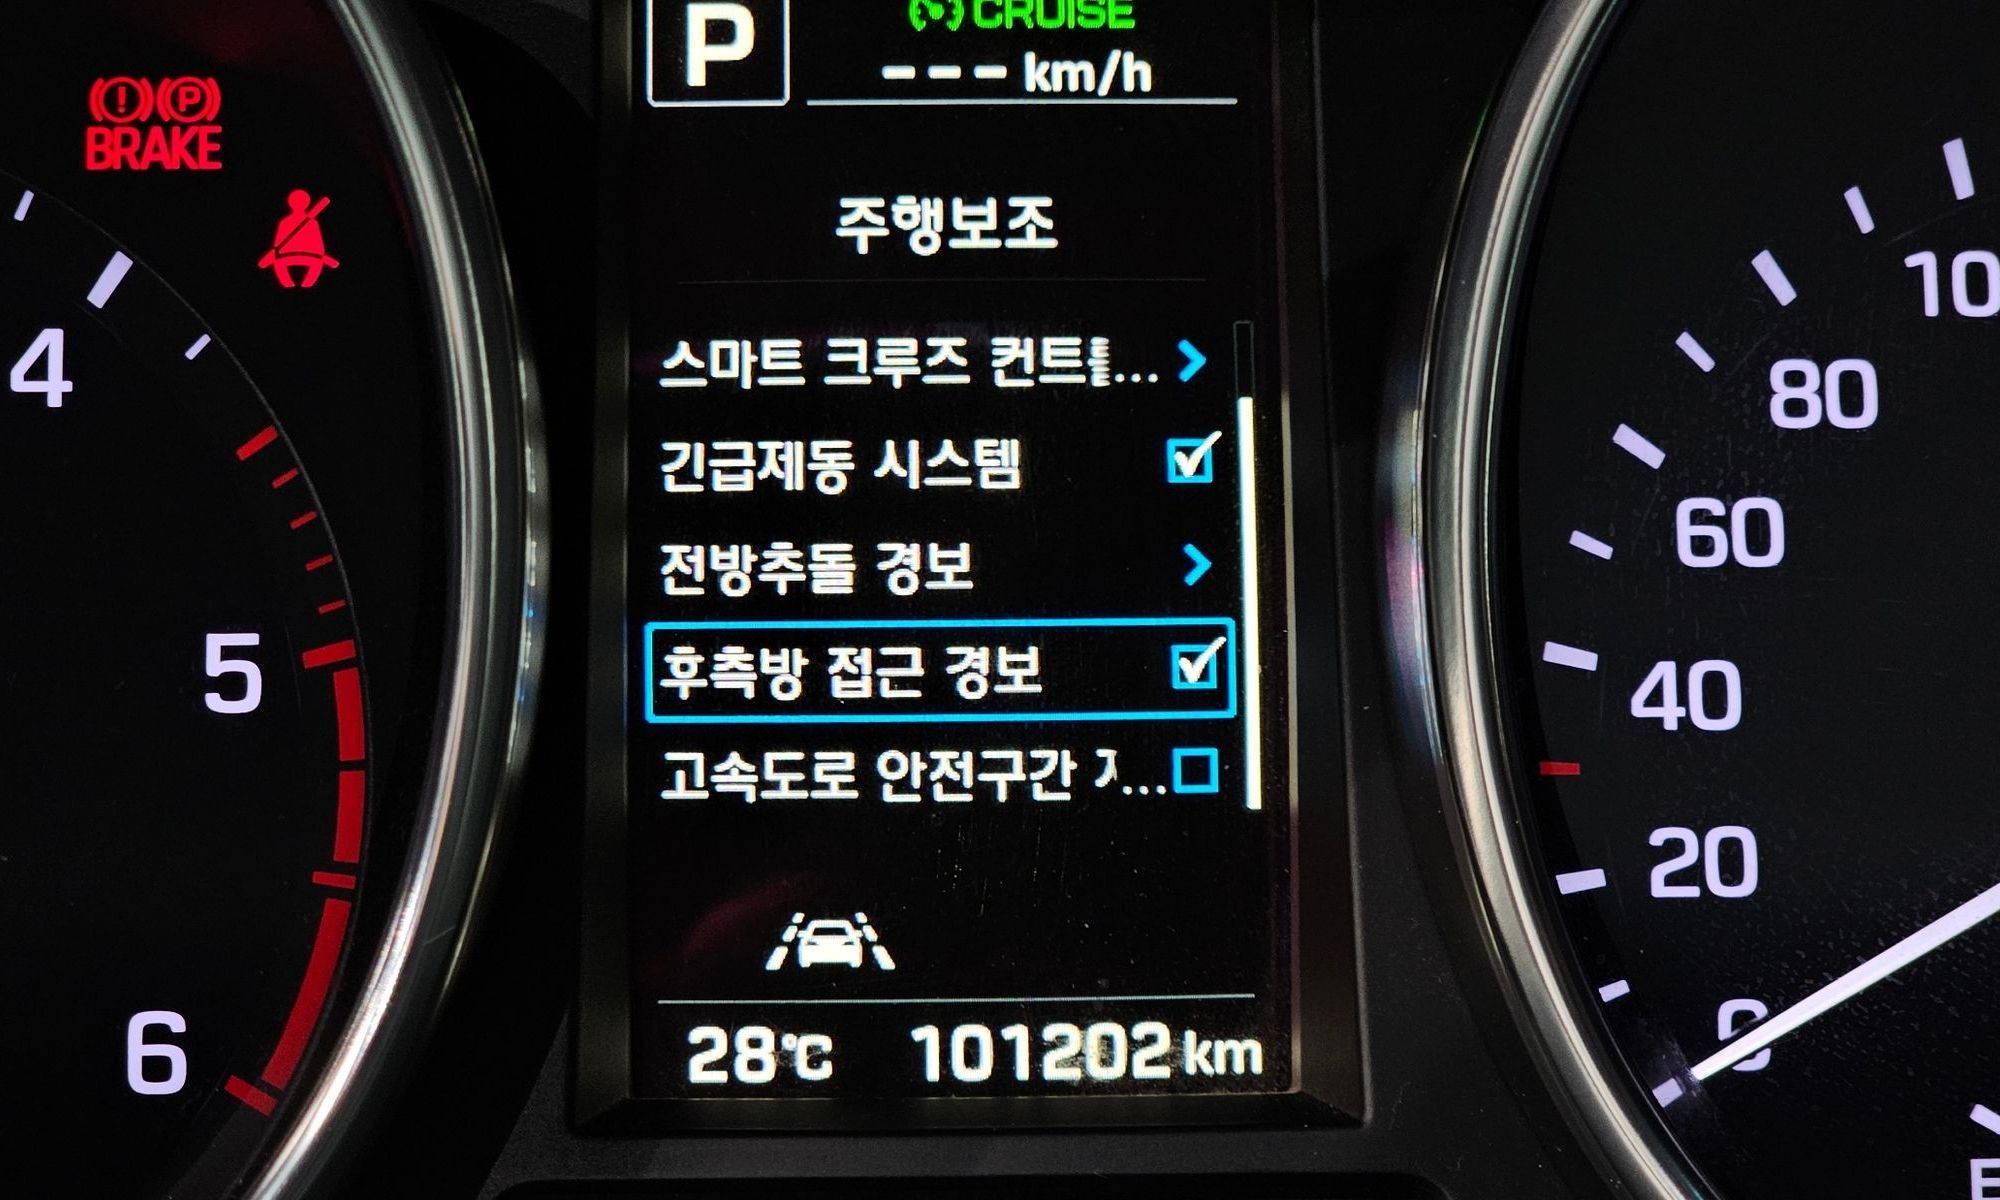 P
CRUISE
--- km/h
BRAKE
주행보조
스마트 크루즈 컨트롤...
긴급제동 시스템
전방추돌 경보
후측방 접근 경보
고속도로 안전구간 ...
28°C 101202 km
4
5
6
10
80
60
40
20
0